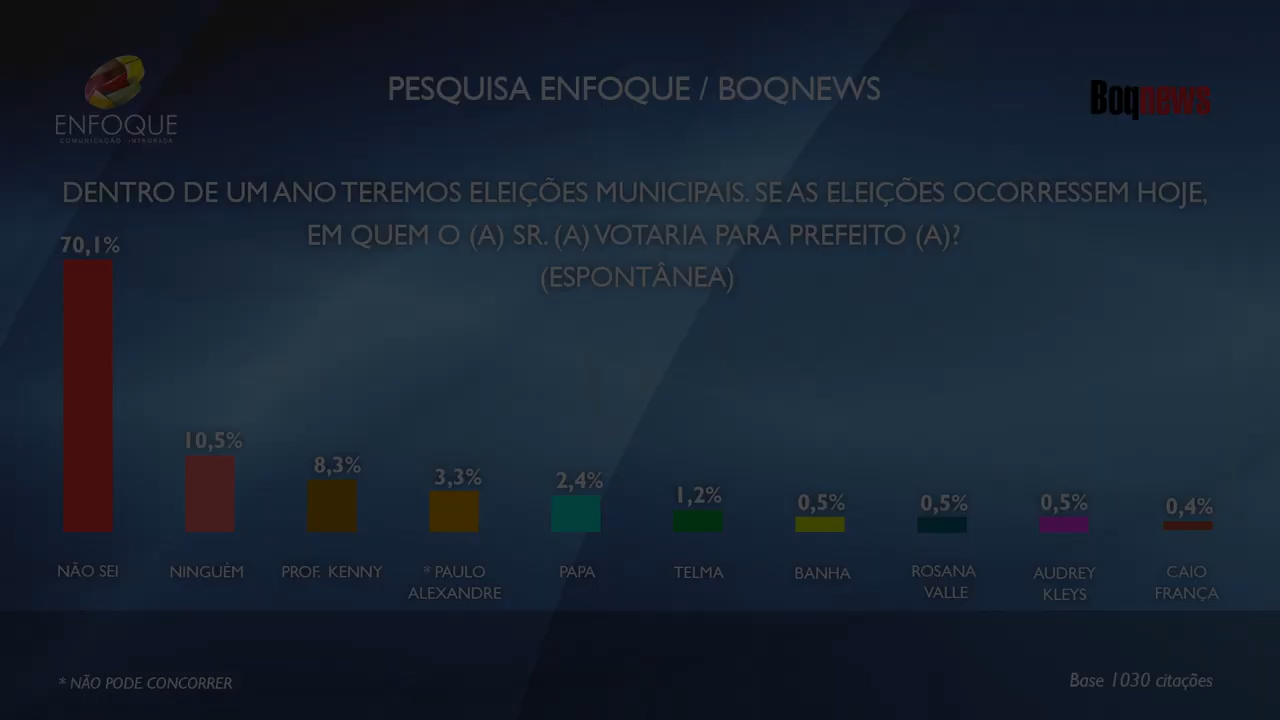 PESQUISA ENFOQUE / BOQNEWS
Boqnews
ENFOQUE
COMUNICAÇÃO INTEGRADA
DENTRO DE UM ANO TEREMOS ELEIÇÕES MUNICIPAIS. SE AS ELEIÇÕES OCORRESSEM HOJE,
EM QUEM O (A) SR. (A) VOTARIA PARA PREFEITO (A)?
(ESPONTÂNEA)
70,1%
10,5%
8,3%
3,3%
2,4%
1,2%
0,5%
0,5%
0,5%
0,4%
NÃO SEI
NINGUÉM
PROF. KENNY
* PAULO
ALEXANDRE
PAPA
TELMA
BANHA
ROSANA
VALLE
AUDREY
KLEYS
CAIO
FRANÇA
* NÃO PODE CONCORRER
Base 1030 citações